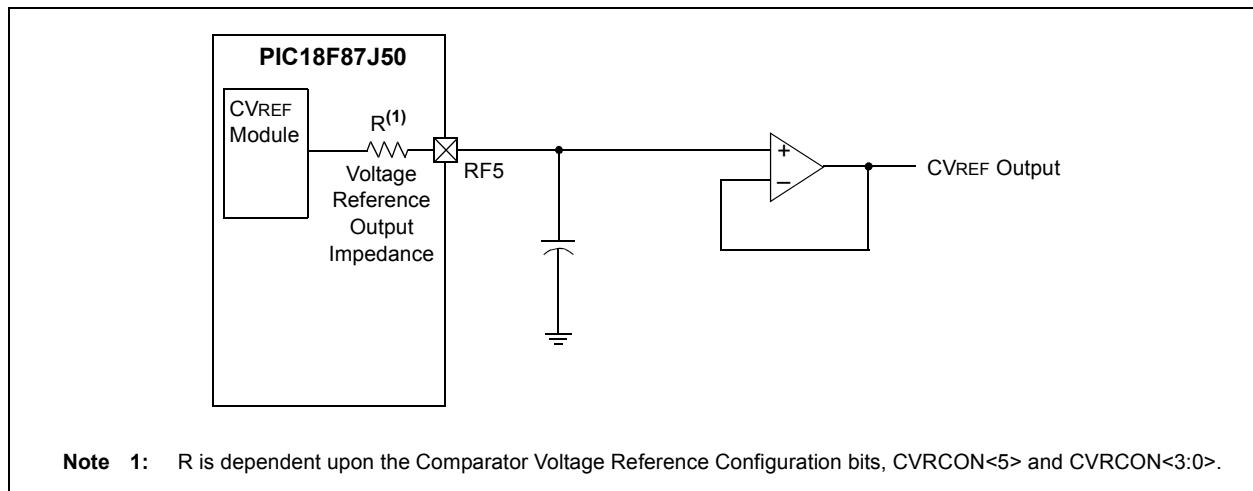 PIC18F87J50
CVREF
Module
R(1)
Voltage
Reference
Output
Impedance
RF5
+
–
CVREF Output
Note 1: R is dependent upon the Comparator Voltage Reference Configuration bits, CVRCON<5> and CVRCON<3:0>.